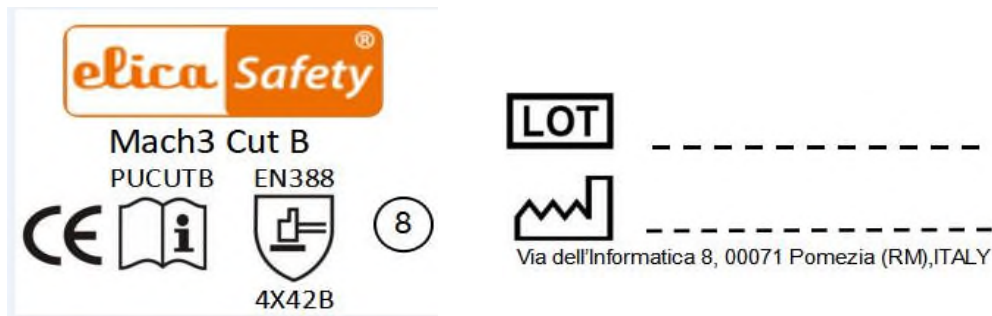 elica Safety®
Mach3 Cut B
PUCUTB EN388
CE i 8
4X42B
LOT
Via dell'Informatica 8, 00071 Pomezia (RM),ITALY